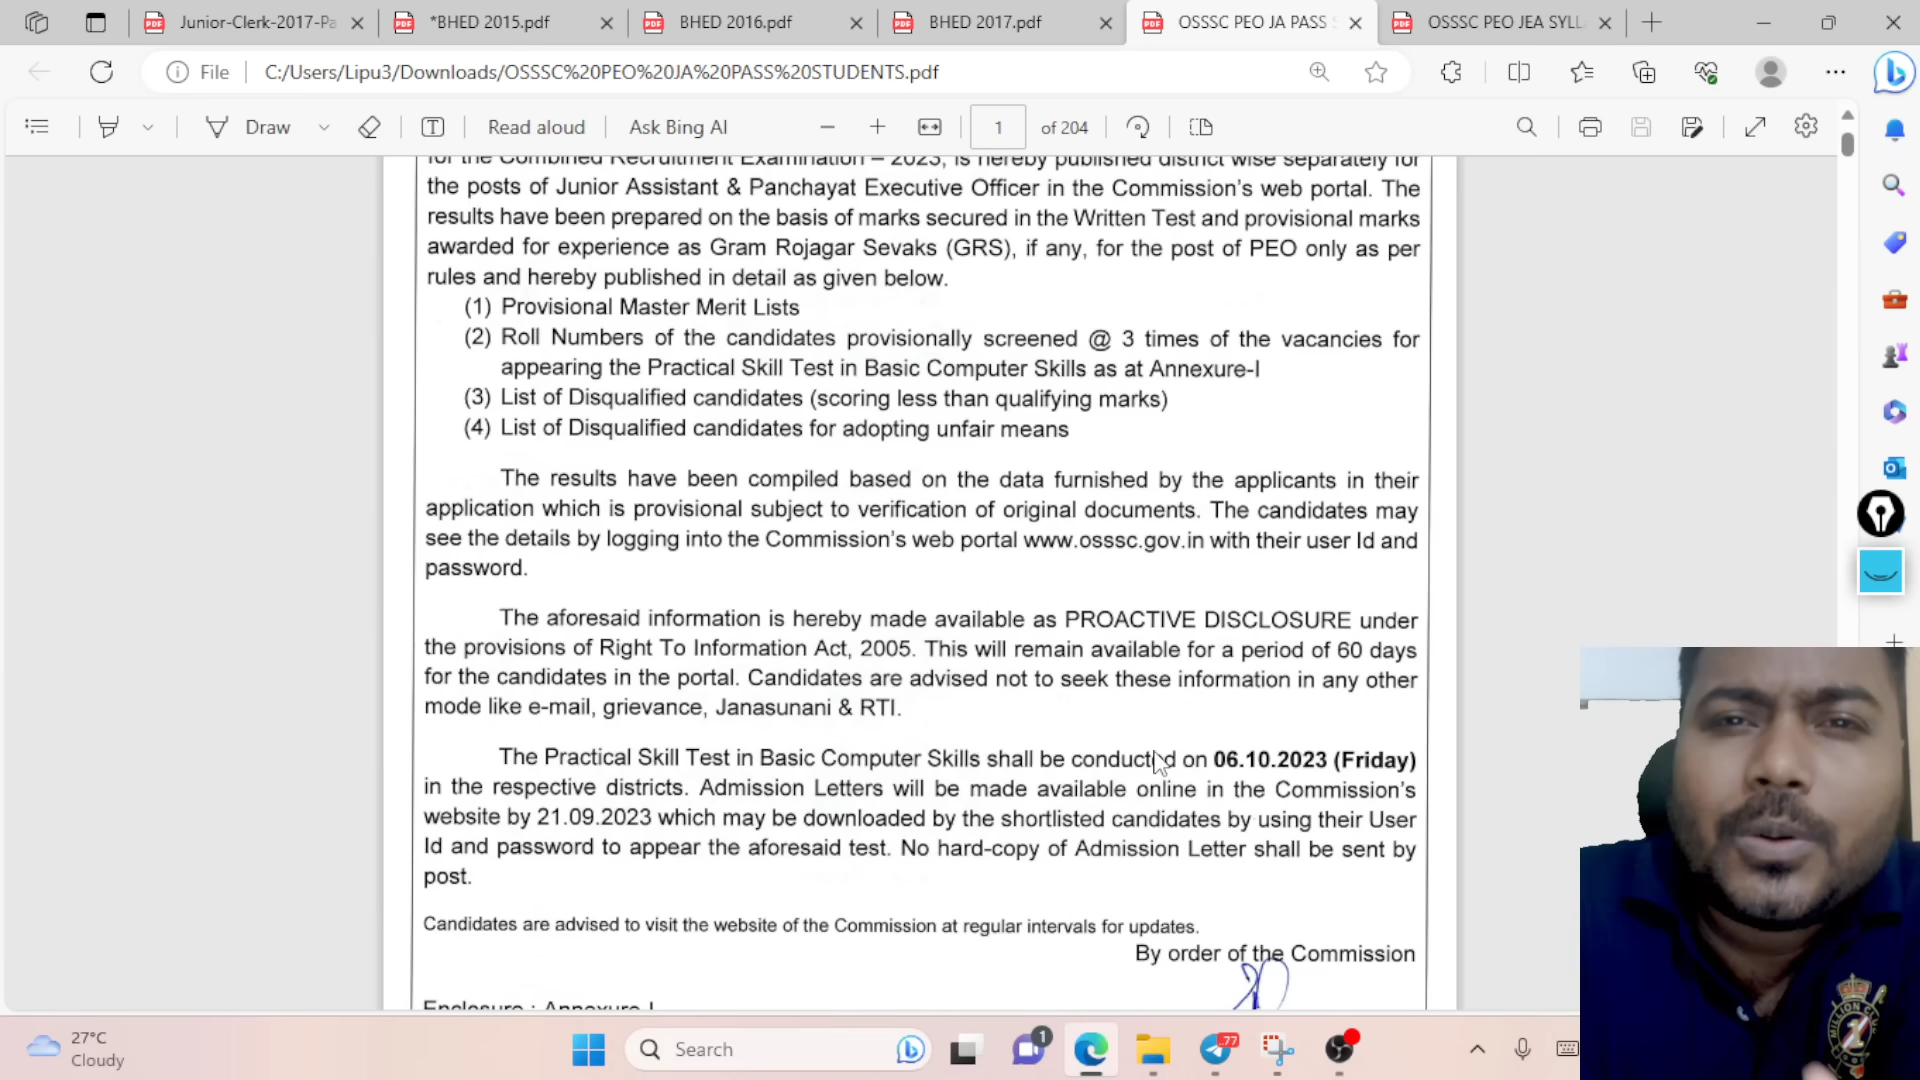 Junior-Clerk-2017-Pa
*BHED 2015.pdf
BHED 2016.pdf
BHED 2017.pdf
OSSSC PEO JA PASS S
OSSSC PEO JEA SYLL
File
C:/Users/Lipu3/Downloads/OSSSC%20PEO%20JA%20PASS%20STUDENTS.pdf
Draw
Read aloud
Ask Bing AI
1
of 204
for the Combined Recruitment Examination – 2023, is hereby published district wise separately for
the posts of Junior Assistant & Panchayat Executive Officer in the Commission's web portal. The
results have been prepared on the basis of marks secured in the Written Test and provisional marks
awarded for experience as Gram Rojagar Sevaks (GRS), if any, for the post of PEO only as per
rules and hereby published in detail as given below.
(1) Provisional Master Merit Lists
(2) Roll Numbers of the candidates provisionally screened @ 3 times of the vacancies for
appearing the Practical Skill Test in Basic Computer Skills as at Annexure-I
(3) List of Disqualified candidates (scoring less than qualifying marks)
(4) List of Disqualified candidates for adopting unfair means
The results have been compiled based on the data furnished by the applicants in their
application which is provisional subject to verification of original documents. The candidates may
see the details by logging into the Commission's web portal www.osssc.gov.in with their user Id and
password.
The aforesaid information is hereby made available as PROACTIVE DISCLOSURE under
the provisions of Right To Information Act, 2005. This will remain available for a period of 60 days
for the candidates in the portal. Candidates are advised not to seek these information in any other
mode like e-mail, grievance, Janasunani & RTI.
The Practical Skill Test in Basic Computer Skills shall be conducted on 06.10.2023 (Friday)
in the respective districts. Admission Letters will be made available online in the Commission's
website by 21.09.2023 which may be downloaded by the shortlisted candidates by using their User
Id and password to appear the aforesaid test. No hard-copy of Admission Letter shall be sent by
post.
Candidates are advised to visit the website of the Commission at regular intervals for updates.
By order of the Commission
Enclosure : Annexure-I
27°C
Cloudy
Search
1
77